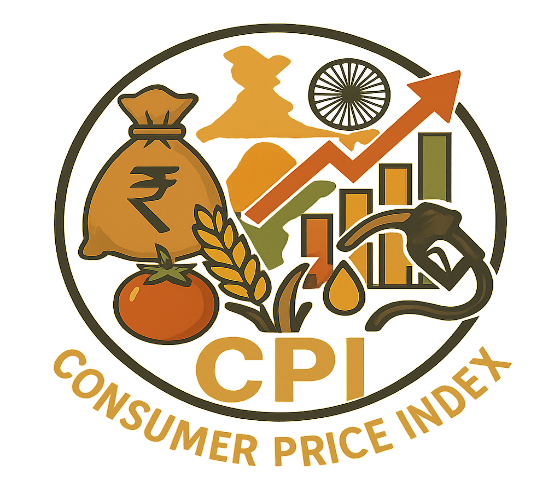 ₹
CPI
CONSUMER PRICE INDEX